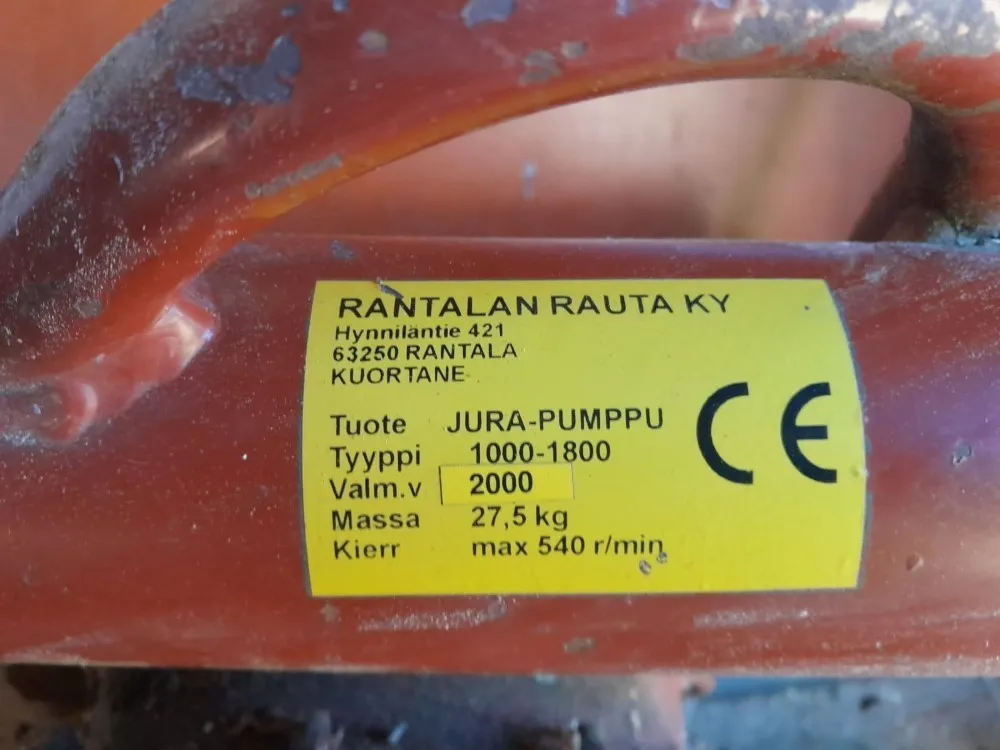 RANTALAN RAUTA KY
Hynniläntie 421
63250 RANTALA
KUORTANE
Tuote JURA-PUMPPU
Tyyppi 1000-1800
Valm.v 2000
Massa 27,5 kg
Kierr max 540 r/min
CE